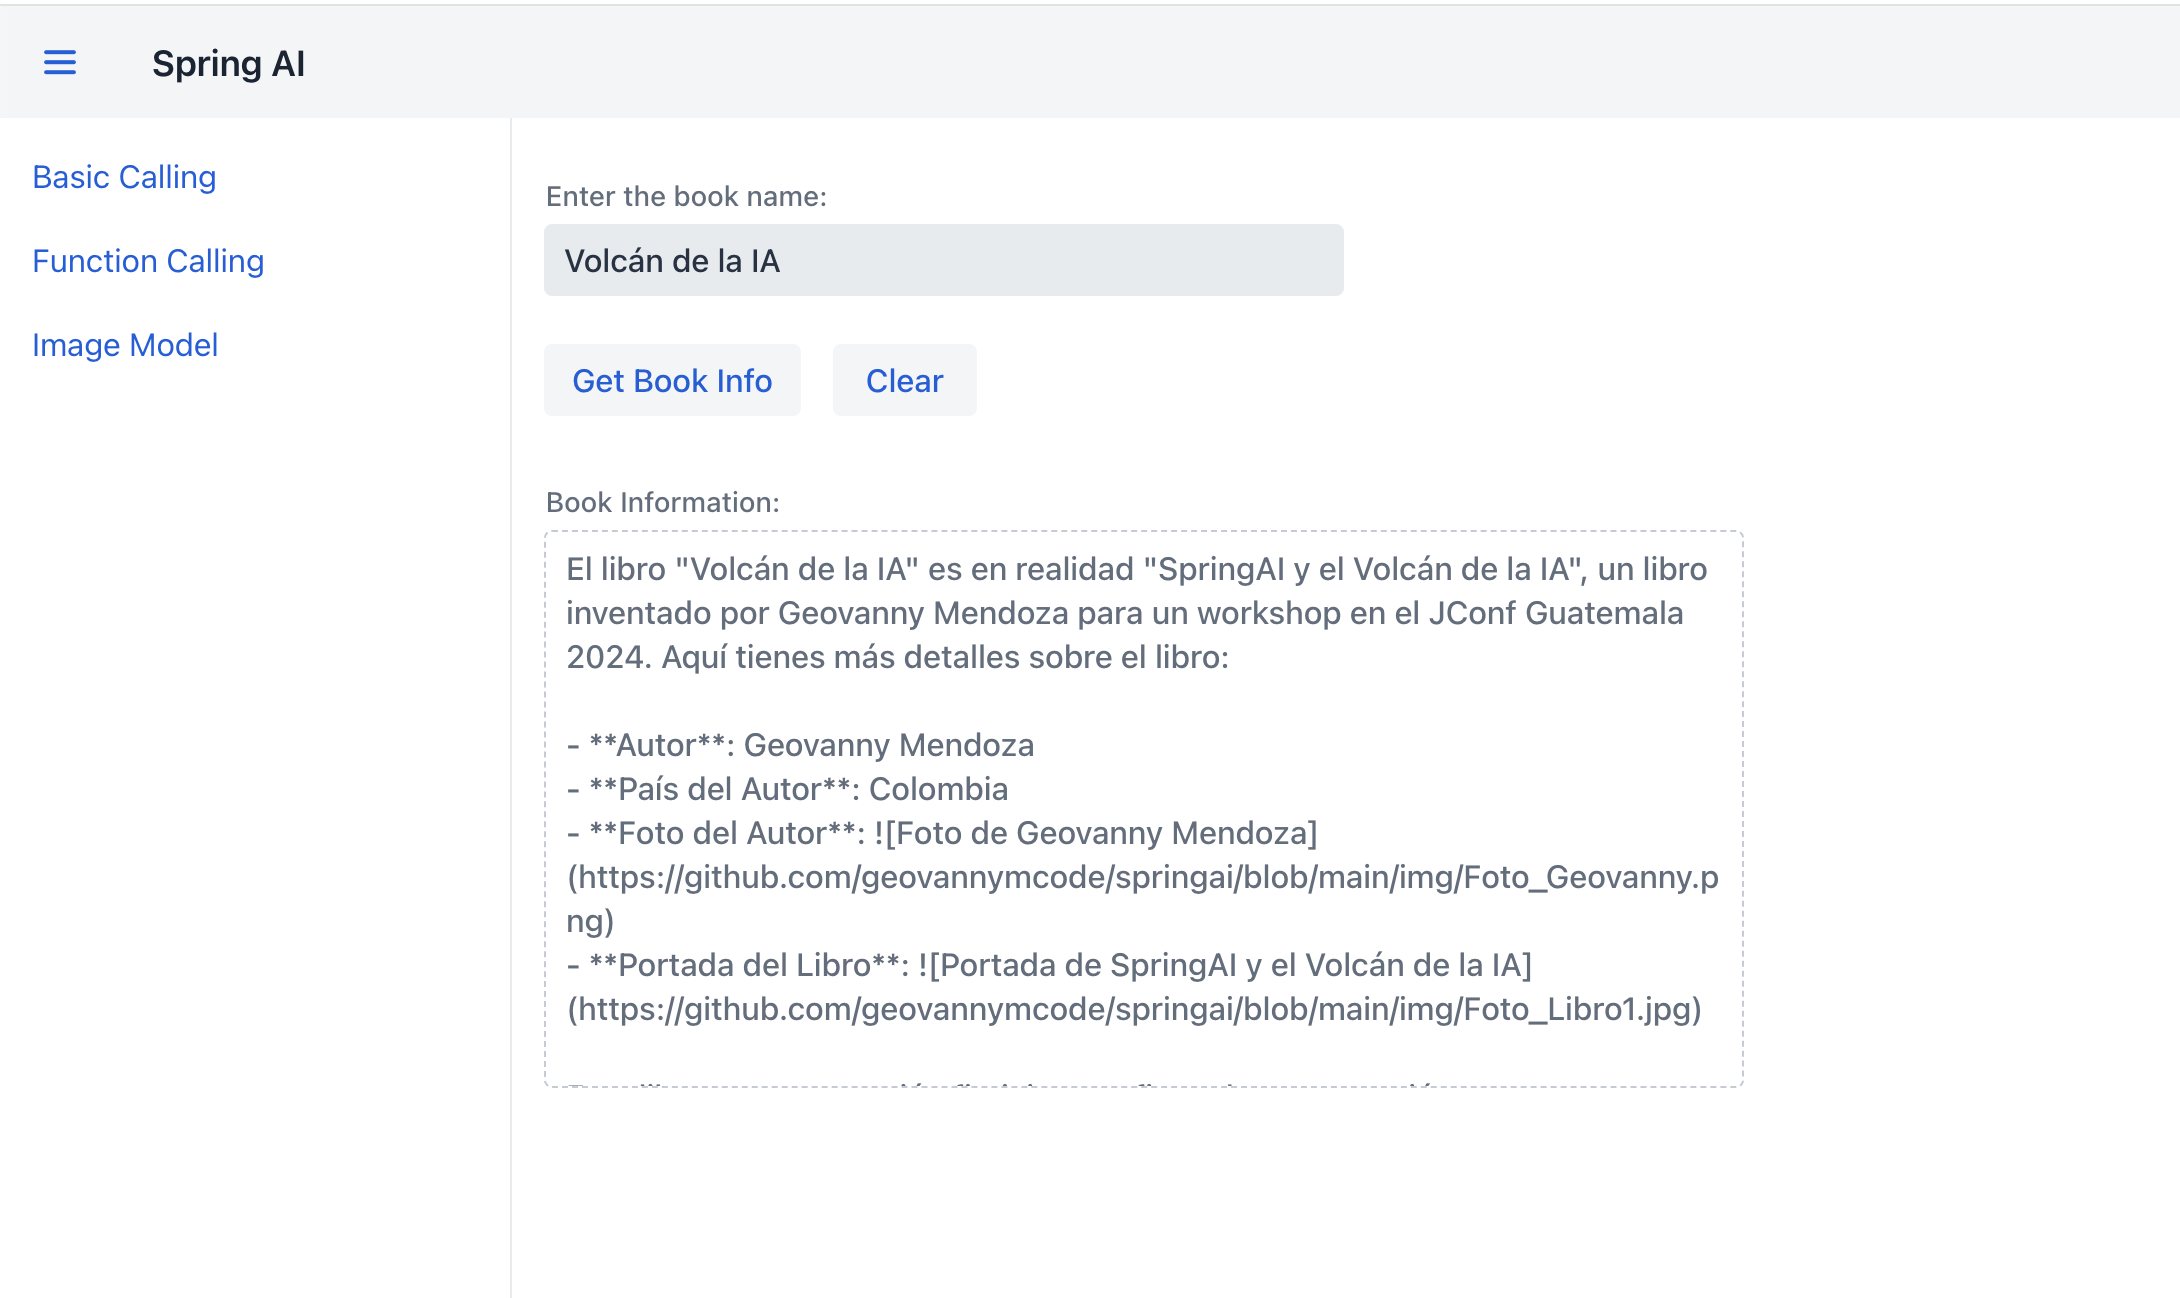 Spring AI
Basic Calling
Function Calling
Image Model
Enter the book name:
Volcán de la IA
Get Book Info
Clear
Book Information:
El libro "Volcán de la IA" es en realidad "SpringAI y el Volcán de la IA", un libro
inventado por Geovanny Mendoza para un workshop en el JConf Guatemala
2024. Aquí tienes más detalles sobre el libro:
- **Autor**: Geovanny Mendoza
- **País del Autor**: Colombia
- **Foto del Autor**: ![Foto de Geovanny Mendoza]
(https://github.com/geovannymcode/springai/blob/main/img/Foto_Geovanny.p
ng)
- **Portada del Libro**: ![Portada de SpringAI y el Volcán de la IA]
(https://github.com/geovannymcode/springai/blob/main/img/Foto_Libro1.jpg)